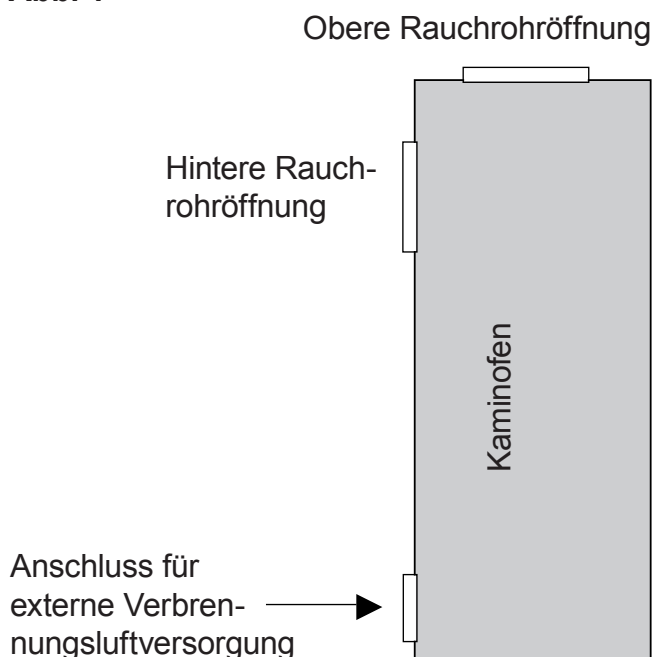 Obere Rauchrohröffnung
Hintere Rauch-
rohröffnung
Kaminofen
Anschluss für
externe Verbren-
nungsluftversorgung